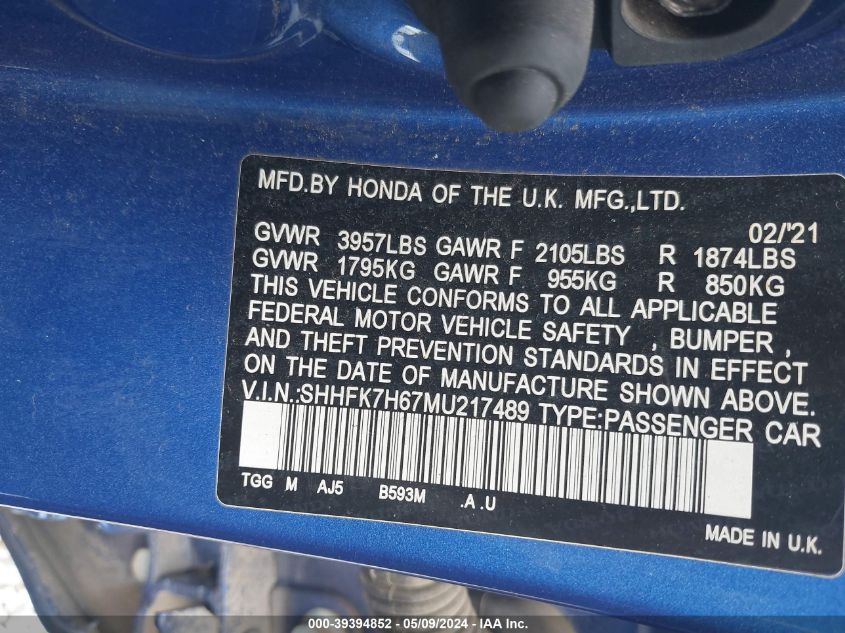 MFD.BY HONDA OF THE U.K. MFG.,LTD.
02/'21
GVWR 3957LBS GAWR F 2105LBS R 1874LBS
GVWR 1795KG GAWR F 955KG R 850KG
THIS VEHICLE CONFORMS TO ALL APPLICABLE
FEDERAL MOTOR VEHICLE SAFETY , BUMPER ,
AND THEFT PREVENTION STANDARDS IN EFFECT
ON THE DATE OF MANUFACTURE SHOWN ABOVE.
V.I.N.:SHHFK7H67MU217489 TYPE:PASSENGER CAR
TGG M AJ5 B593M .A .U
MADE IN U.K.
000-39394852 - 05/09/2024 - IAA Inc.